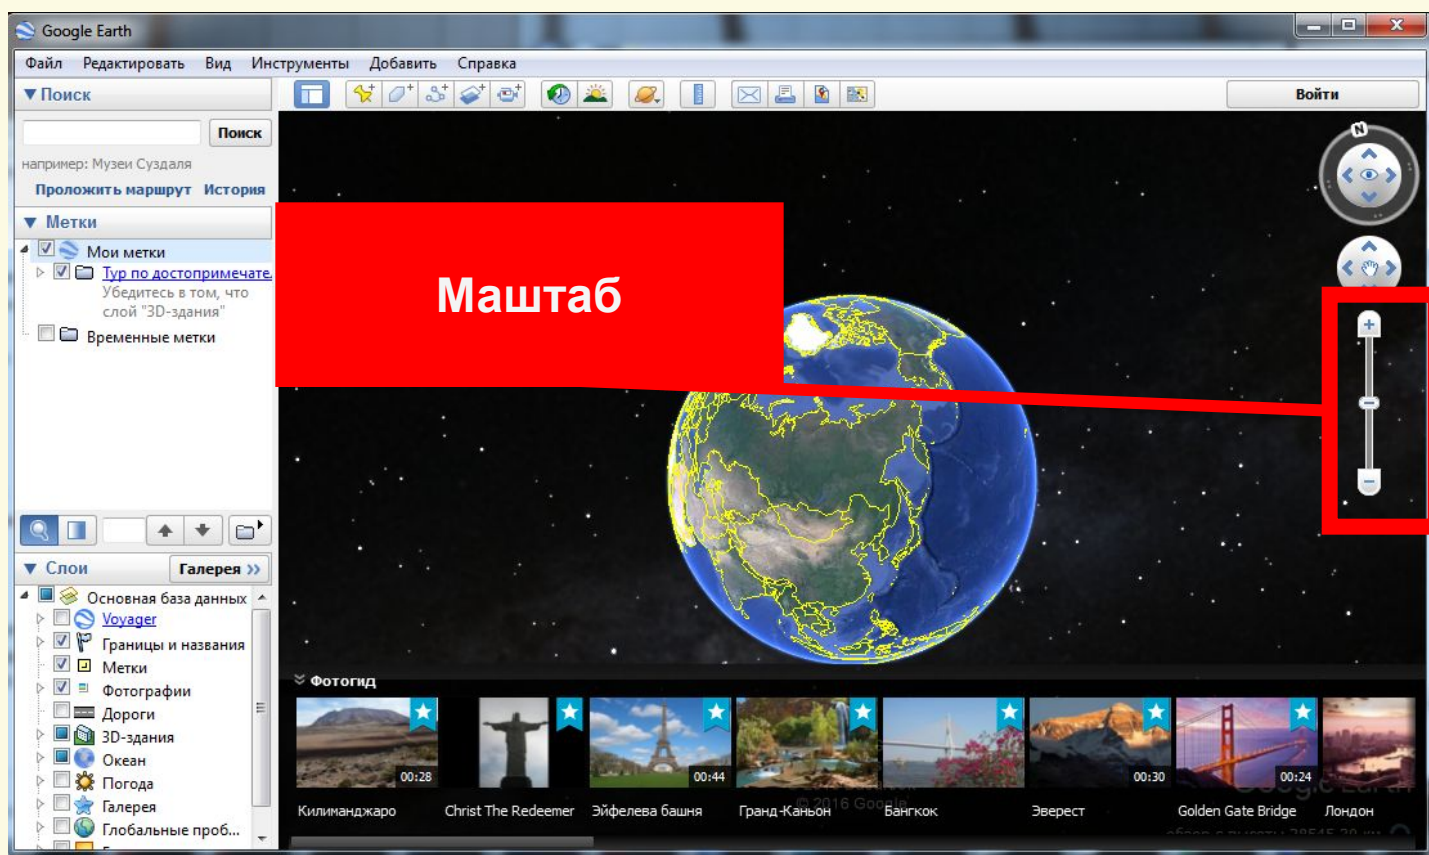 Google Earth
Файл Редактировать Вид Инструменты Добавить Справка
Поиск
Войти
Поиск
например: Музеи Суздаля
Проложить маршрут История
Метки
Мои метки
Тур по достопримечате
Убедитесь в том, что
слой "3D-здания"
Временные метки
Маштаб
N
Слои
Галерея >>
Основная база данных
Voyager
Границы и названия
Метки
Фотографии
Дороги
3D-здания
Океан
Погода
Галерея
Глобальные проб...
Фотогид
00:28
00:44
00:30
00:24
Килиманджаро
Christ The Redeemer
Эйфелева башня
Гранд-Каньон
Бангкок
Эверест
Golden Gate Bridge
Лондон
© 2016 Google
Google Earth